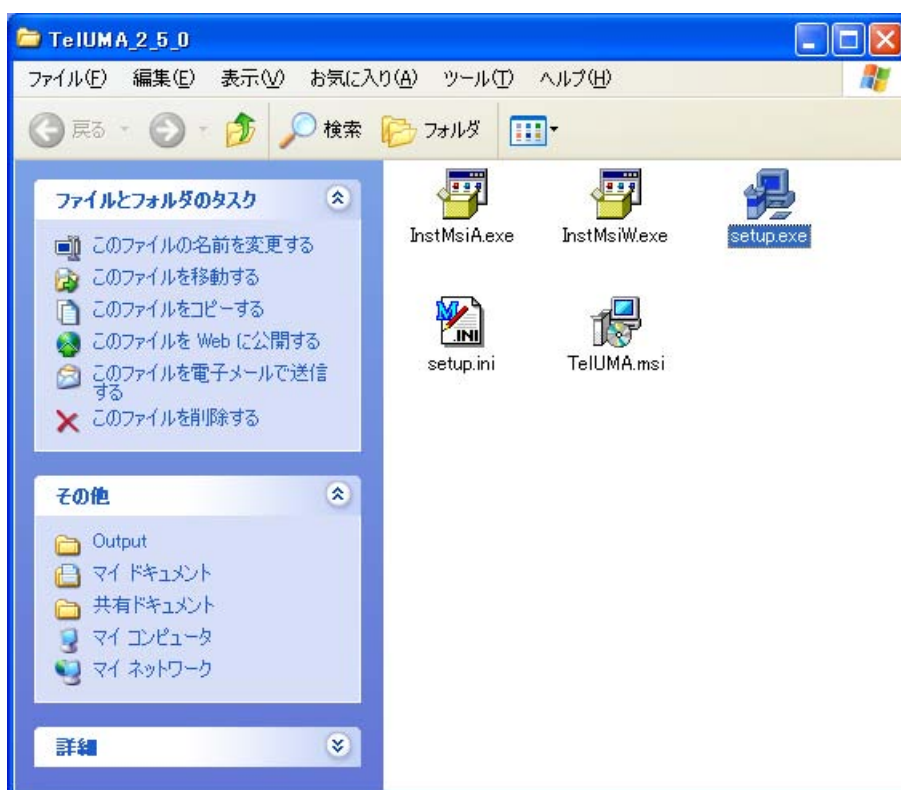 TelUMA_2_5_0
ファイル(F) 編集(E) 表示(V) お気に入り(A) ツール(T) ヘルプ(H)
戻る 検索 フォルダ
ファイルとフォルダのタスク
このファイルの名前を変更する
このファイルを移動する
このファイルをコピーする
このファイルを Web に公開する
このファイルを電子メールで送信
する
このファイルを削除する
その他
Output
マイ ドキュメント
共有ドキュメント
マイ コンピュータ
マイ ネットワーク
詳細
InstMsiA.exe InstMsiW.exe setup.exe
.INI
setup.ini TelUMA.msi